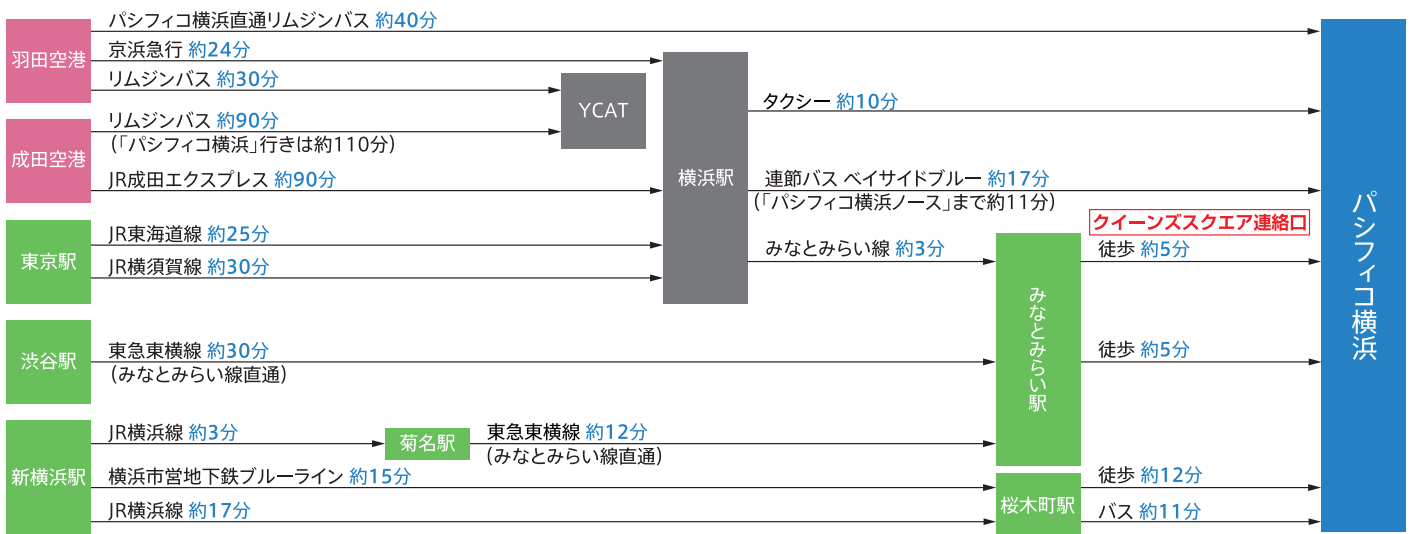 羽田空港
パシフィコ横浜直通リムジンバス 約40分
京浜急行 約24分
リムジンバス 約30分
成田空港
リムジンバス 約90分
(「パシフィコ横浜」行きは約110分)
JR成田エクスプレス 約90分
YCAT
東京駅
JR東海道線 約25分
JR横須賀線 約30分
横浜駅
タクシー 約10分
連節バス ベイサイドブルー 約17分
(「パシフィコ横浜ノース」まで約11分)
みなとみらい線 約3分
渋谷駅
東急東横線 約30分
(みなとみらい線直通)
新横浜駅
JR横浜線 約3分
菊名駅
東急東横線 約12分
(みなとみらい線直通)
横浜市営地下鉄ブルーライン 約15分
JR横浜線 約17分
みなとみらい駅
クイーンズスクエア連絡口
徒歩 約5分
徒歩 約5分
桜木町駅
徒歩 約12分
バス 約11分
パシフィコ横浜